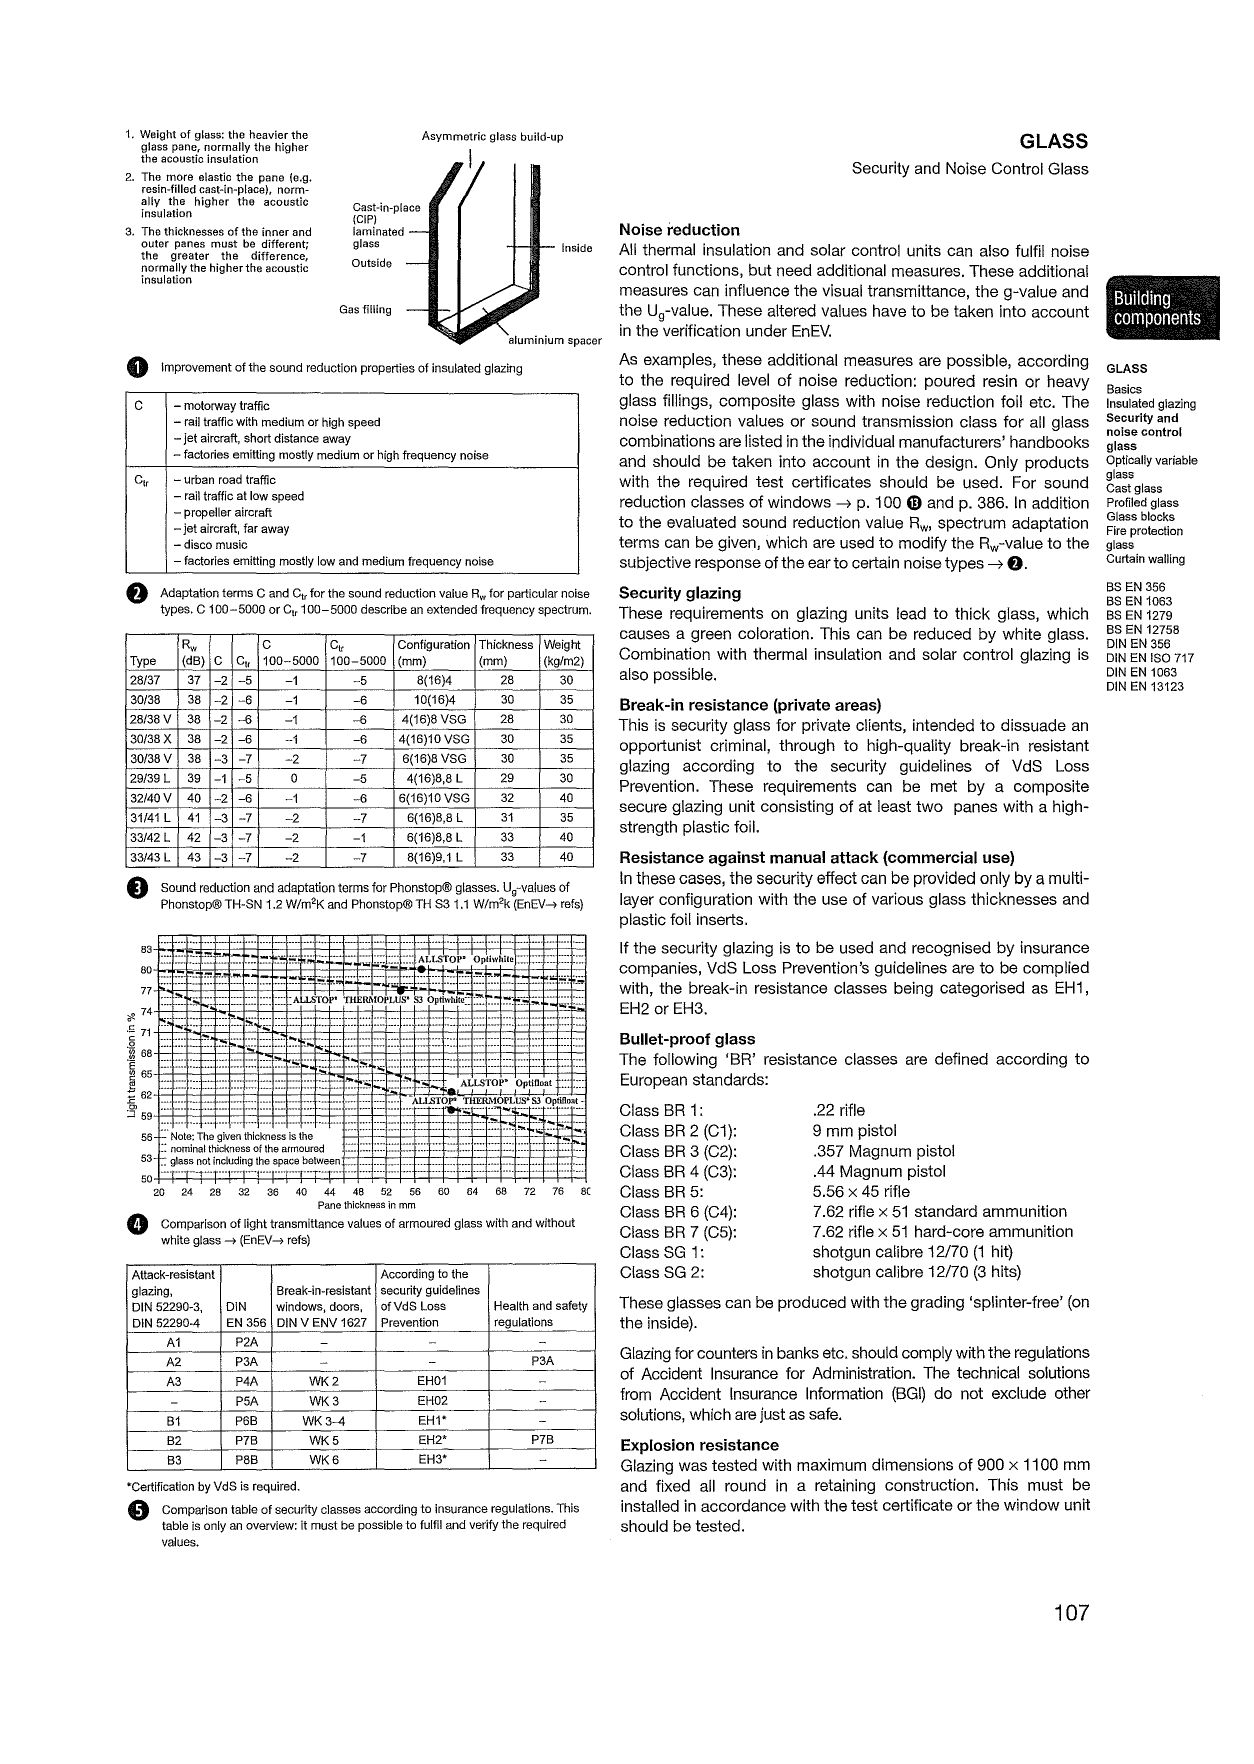 1. Weight of glass: the heavier the
glass pane, normally the higher
the acoustic insulation
2. The more elastic the pane (e.g.
resin-filled cast-in-place), norm-
ally the higher the acoustic
insulation
3. The thicknesses of the inner and
outer panes must be different;
the greater the difference,
normally the higher the acoustic
insulation
Asymmetric glass build-up
Cast-in-place
(CIP)
laminated
glass
Outside
Inside
Gas filling
aluminium spacer
1 Improvement of the sound reduction properties of insulated glazing
C
– motorway traffic
– rail traffic with medium or high speed
– jet aircraft, short distance away
– factories emitting mostly medium or high frequency noise
Ctr
– urban road traffic
– rail traffic at low speed
– propeller aircraft
– jet aircraft, far away
– disco music
– factories emitting mostly low and medium frequency noise
2 Adaptation terms C and Ctr for the sound reduction value Rw for particular noise
types. C 100–5000 or Ctr 100–5000 describe an extended frequency spectrum.
Type Rw (dB) C Ctr C 100–5000 Ctr 100–5000 Configuration (mm) Thickness (mm) Weight (kg/m2)
28/37 37 –2 –5 –1 –5 8(16)4 28 30
30/38 38 –2 –6 –1 –6 10(16)4 30 35
28/38 V 38 –2 –6 –1 –6 4(16)8 VSG 28 30
30/38 X 38 –2 –6 –1 –6 4(16)10 VSG 30 35
30/38 V 38 –3 –7 –2 –7 6(16)8 VSG 30 35
29/39 L 39 –1 –5 0 –5 4(16)8,8 L 29 30
32/40 V 40 –2 –6 –1 –6 6(16)10 VSG 32 40
31/41 L 41 –3 –7 –2 –7 6(16)8,8 L 31 35
33/42 L 42 –3 –7 –2 –1 6(16)8,8 L 33 40
33/43 L 43 –3 –7 –2 –7 8(16)9,1 L 33 40
3 Sound reduction and adaptation terms for Phonstop® glasses. Ug-values of
Phonstop® TH-SN 1.2 W/m²K and Phonstop® TH S3 1.1 W/m²k (EnEV→ refs)
Light transmission in %
83
80
77
74
71
68
65
62
59
56
53
50
ALLSTOP® Optiwhite
ALLSTOP® THERMOPLUS® S3 Optiwhite
ALLSTOP® Optifloat
ALLSTOP® THERMOPLUS® S3 Optifloat
Note: The given thickness is the
nominal thickness of the armoured
glass not including the space between
20 24 28 32 36 40 44 48 52 56 60 64 68 72 76 80
Pane thickness in mm
4 Comparison of light transmittance values of armoured glass with and without
white glass → (EnEV→ refs)
Attack-resistant glazing, DIN 52290-3, DIN 52290-4
DIN EN 356
Break-in-resistant windows, doors, DIN V ENV 1627
According to the security guidelines of VdS Loss Prevention
Health and safety regulations
A1 P2A – – –
A2 P3A – – P3A
A3 P4A WK 2 EH01 –
– P5A WK 3 EH02 –
B1 P6B WK 3–4 EH1* –
B2 P7B WK 5 EH2* P7B
B3 P8B WK 6 EH3* –
*Certification by VdS is required.
5 Comparison table of security classes according to insurance regulations. This
table is only an overview: it must be possible to fulfil and verify the required
values.
GLASS
Security and Noise Control Glass
Noise reduction
All thermal insulation and solar control units can also fulfil noise
control functions, but need additional measures. These additional
measures can influence the visual transmittance, the g-value and
the Ug-value. These altered values have to be taken into account
in the verification under EnEV.
As examples, these additional measures are possible, according
to the required level of noise reduction: poured resin or heavy
glass fillings, composite glass with noise reduction foil etc. The
noise reduction values or sound transmission class for all glass
combinations are listed in the individual manufacturers’ handbooks
and should be taken into account in the design. Only products
with the required test certificates should be used. For sound
reduction classes of windows → p. 100 13 and p. 386. In addition
to the evaluated sound reduction value Rw, spectrum adaptation
terms can be given, which are used to modify the Rw-value to the
subjective response of the ear to certain noise types → 2.
Security glazing
These requirements on glazing units lead to thick glass, which
causes a green coloration. This can be reduced by white glass.
Combination with thermal insulation and solar control glazing is
also possible.
Break-in resistance (private areas)
This is security glass for private clients, intended to dissuade an
opportunist criminal, through to high-quality break-in resistant
glazing according to the security guidelines of VdS Loss
Prevention. These requirements can be met by a composite
secure glazing unit consisting of at least two panes with a high-
strength plastic foil.
Resistance against manual attack (commercial use)
In these cases, the security effect can be provided only by a multi-
layer configuration with the use of various glass thicknesses and
plastic foil inserts.
If the security glazing is to be used and recognised by insurance
companies, VdS Loss Prevention’s guidelines are to be complied
with, the break-in resistance classes being categorised as EH1,
EH2 or EH3.
Bullet-proof glass
The following ‘BR’ resistance classes are defined according to
European standards:
Class BR 1: .22 rifle
Class BR 2 (C1): 9 mm pistol
Class BR 3 (C2): .357 Magnum pistol
Class BR 4 (C3): .44 Magnum pistol
Class BR 5: 5.56 × 45 rifle
Class BR 6 (C4): 7.62 rifle × 51 standard ammunition
Class BR 7 (C5): 7.62 rifle × 51 hard-core ammunition
Class SG 1: shotgun calibre 12/70 (1 hit)
Class SG 2: shotgun calibre 12/70 (3 hits)
These glasses can be produced with the grading ‘splinter-free’ (on
the inside).
Glazing for counters in banks etc. should comply with the regulations
of Accident Insurance for Administration. The technical solutions
from Accident Insurance Information (BGI) do not exclude other
solutions, which are just as safe.
Explosion resistance
Glazing was tested with maximum dimensions of 900 × 1100 mm
and fixed all round in a retaining construction. This must be
installed in accordance with the test certificate or the window unit
should be tested.
Building
components
GLASS
Basics
Insulated glazing
Security and
noise control
glass
Optically variable
glass
Cast glass
Profiled glass
Glass blocks
Fire protection
glass
Curtain walling
BS EN 356
BS EN 1063
BS EN 1279
BS EN 12758
DIN EN 356
DIN EN ISO 717
DIN EN 1063
DIN EN 13123
107